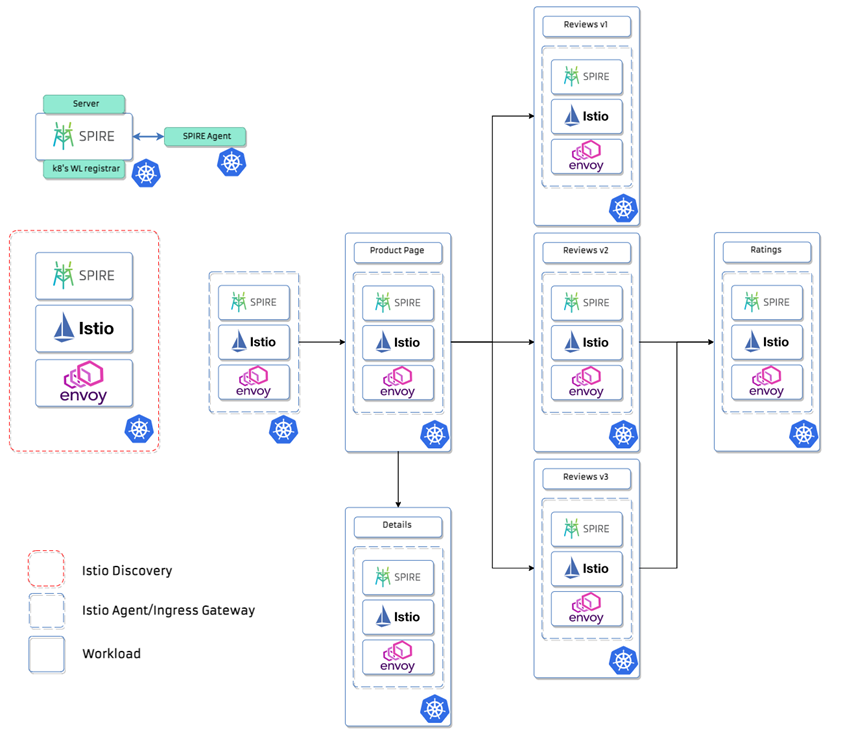 Server
SPIRE
k8's WL registrar
SPIRE Agent
SPIRE
Istio
envoy
SPIRE
Istio
envoy
Product Page
SPIRE
Istio
envoy
Details
SPIRE
Istio
envoy
Reviews v1
SPIRE
Istio
envoy
Reviews v2
SPIRE
Istio
envoy
Reviews v3
SPIRE
Istio
envoy
Ratings
SPIRE
Istio
envoy
Istio Discovery
Istio Agent/Ingress Gateway
Workload